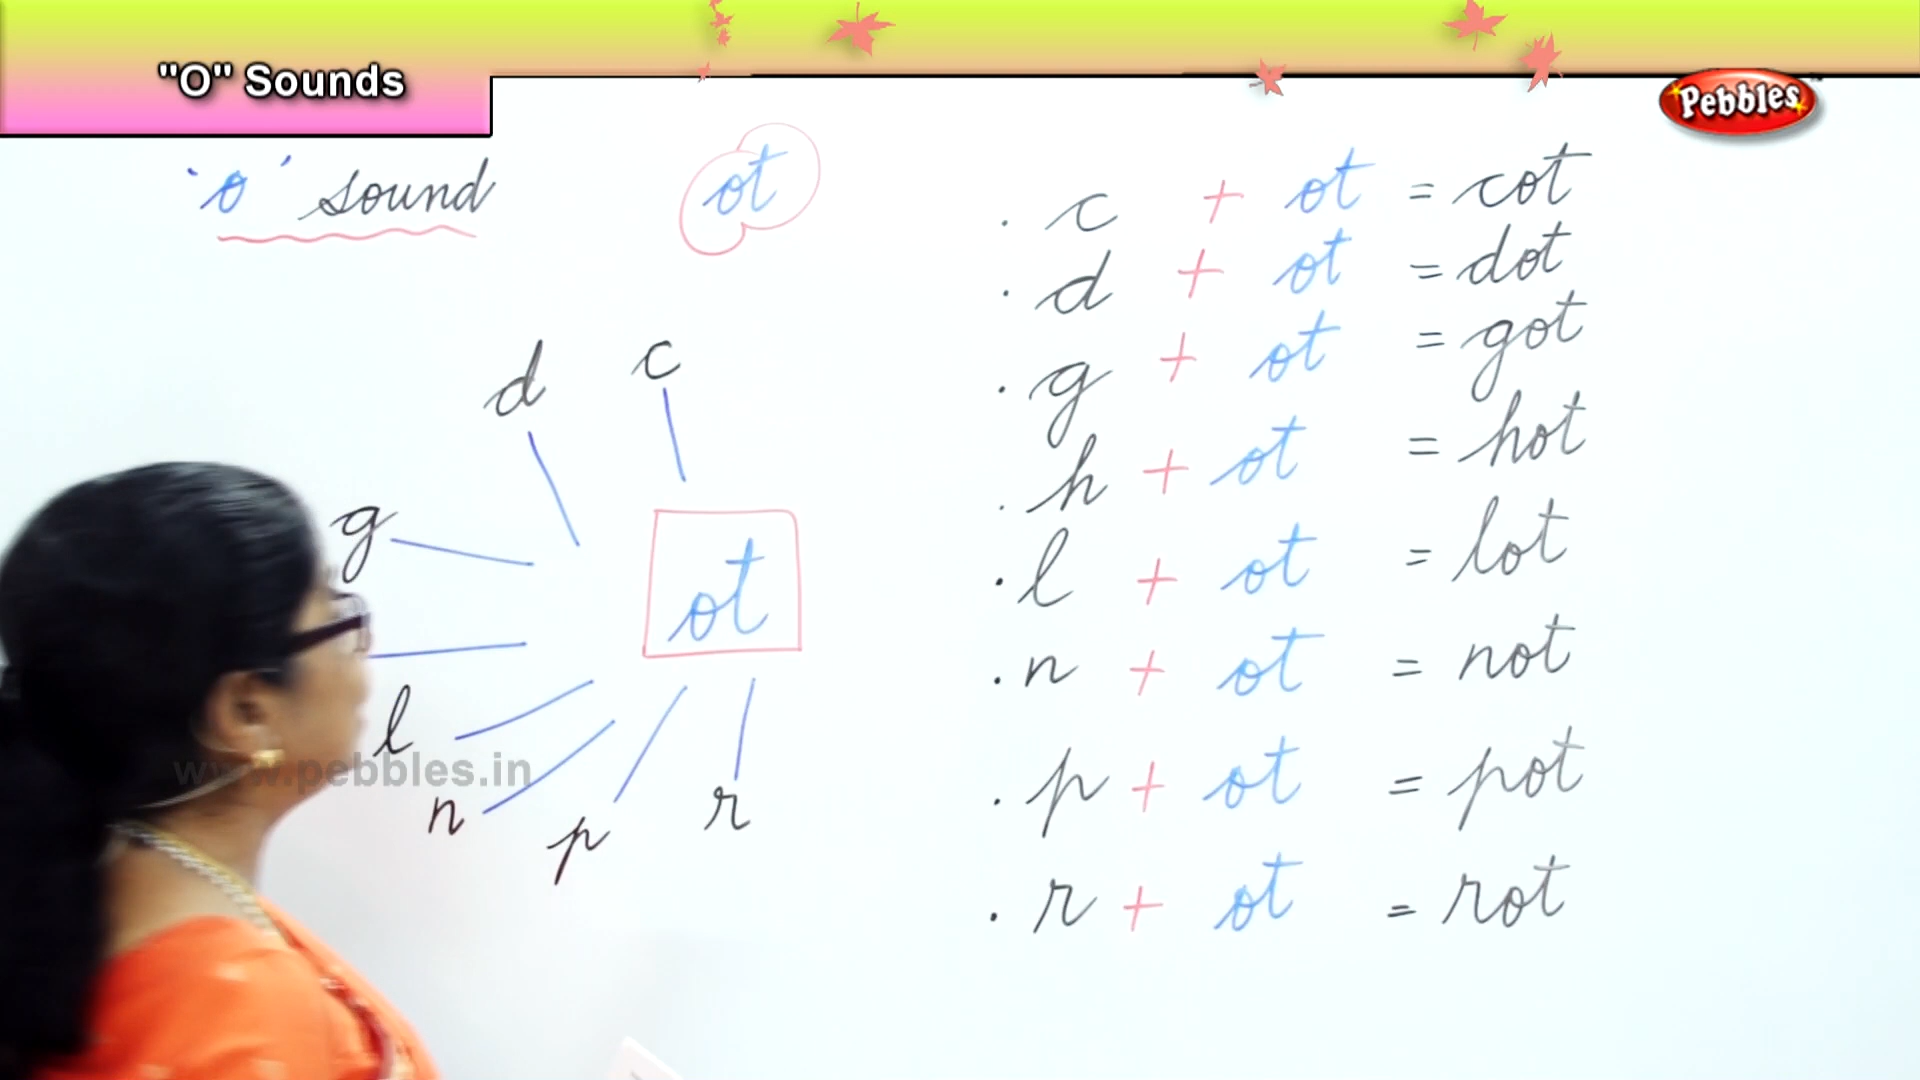 "O" Sounds
Pebbles
'o' sound
ot
. c + ot = cot
. d + ot = dot
. g + ot = got
. h + ot = hot
. l + ot = lot
. n + ot = not
. p + ot = pot
. r + ot = rot
d
c
g
ot
l
n
p
r
www.pebbles.in